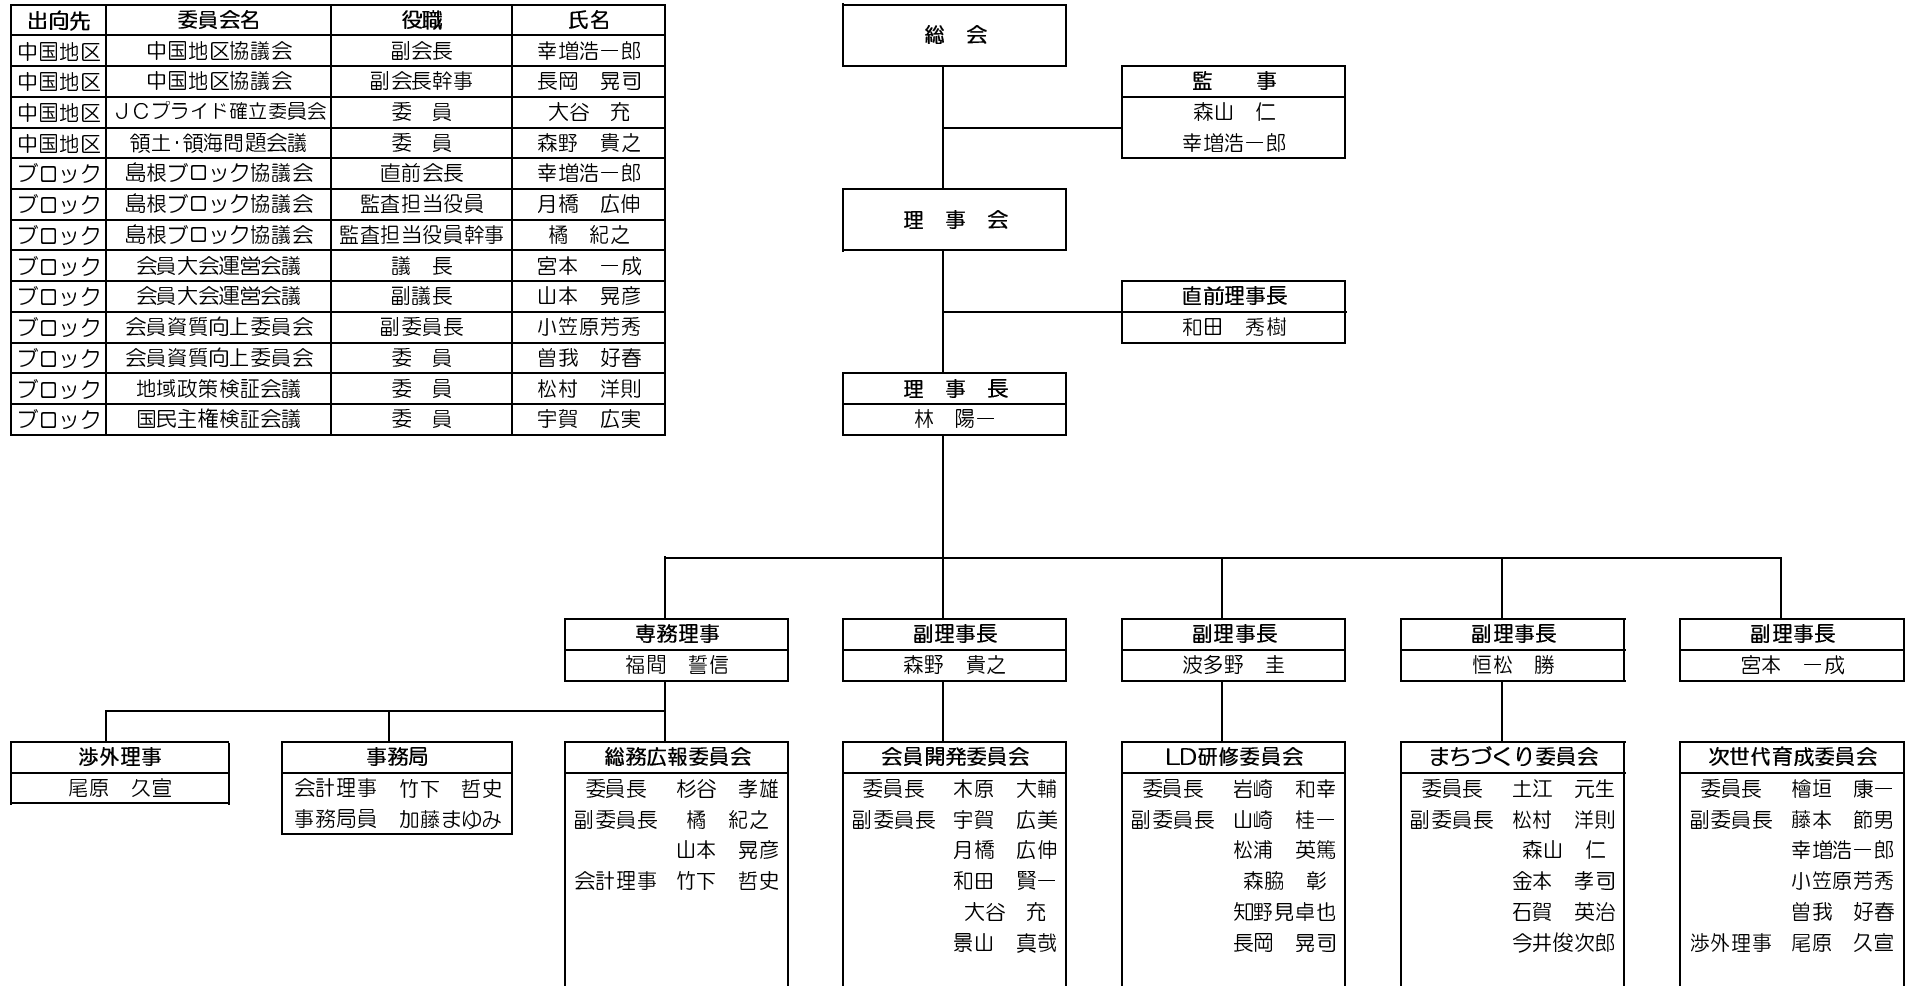 出向先 委員会名 役職 氏名
中国地区 中国地区協議会 副会長 幸増浩一郎
中国地区 中国地区協議会 副会長幹事 長岡　晃司
中国地区 ＪＣプライド確立委員会 委　員 大谷　充
中国地区 領土・領海問題会議 委　員 森野　貴之
ブロック 島根ブロック協議会 直前会長 幸増浩一郎
ブロック 島根ブロック協議会 監査担当役員 月橋　広伸
ブロック 島根ブロック協議会 監査担当役員幹事 橘　紀之
ブロック 会員大会運営会議 議　長 宮本　一成
ブロック 会員大会運営会議 副議長 山本　晃彦
ブロック 会員資質向上委員会 副委員長 小笠原芳秀
ブロック 会員資質向上委員会 委　員 曽我　好春
ブロック 地域政策検証会議 委　員 松村　洋則
ブロック 国民主権検証会議 委　員 宇賀　広実
総　会
監　　事
森山　仁
幸増浩一郎
理　事　会
直前理事長
和田　秀樹
理　事　長
林　陽一
専務理事
福間　誓信
副理事長
森野　貴之
副理事長
波多野　圭
副理事長
恒松　勝
副理事長
宮本　一成
渉外理事
尾原　久宣
事務局
会計理事　竹下　哲史
事務局員　加藤まゆみ
総務広報委員会
委員長　杉谷　孝雄
副委員長　橘　紀之
山本　晃彦
会計理事　竹下　哲史
会員開発委員会
委員長　木原　大輔
副委員長　宇賀　広美
月橋　広伸
和田　賢一
大谷　充
景山　真哉
LD研修委員会
委員長　岩崎　和幸
副委員長　山崎　桂一
松浦　英篤
森脇　彰
知野見卓也
長岡　晃司
まちづくり委員会
委員長　土江　元生
副委員長　松村　洋則
森山　仁
金本　孝司
石賀　英治
今井俊次郎
次世代育成委員会
委員長　檜垣　康一
副委員長　藤本　節男
幸増浩一郎
小笠原芳秀
曽我　好春
渉外理事　尾原　久宣